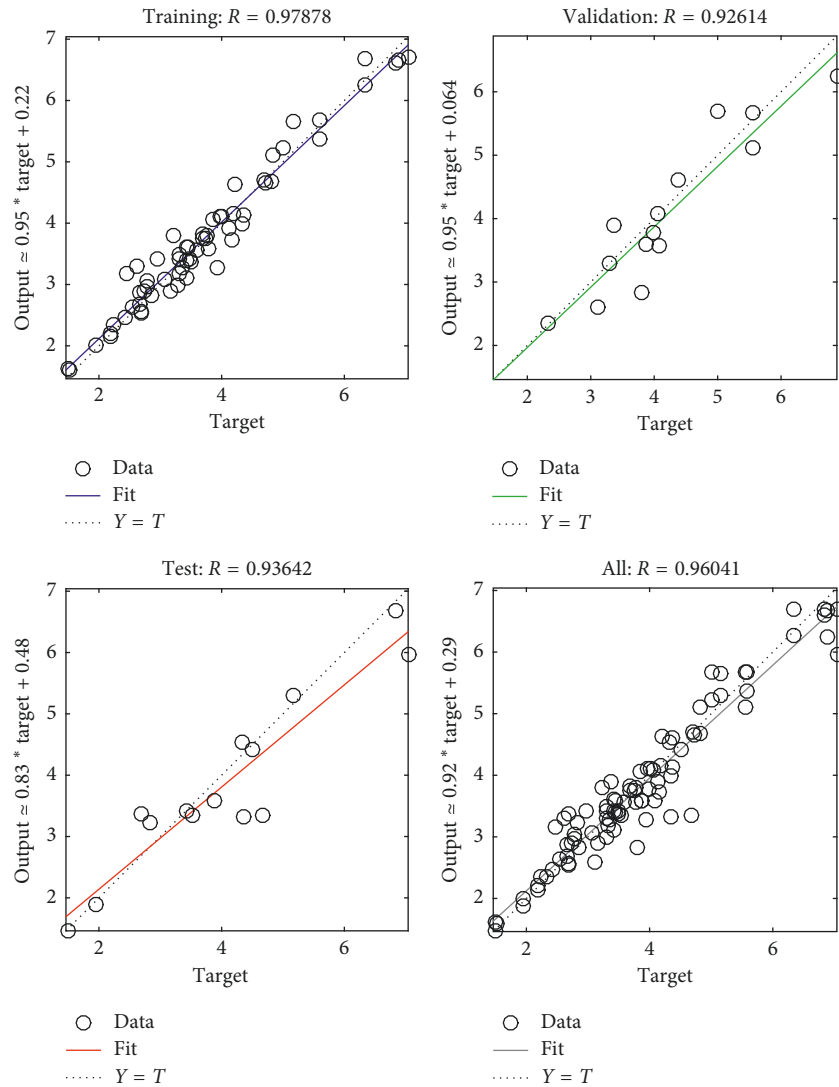 Training: R = 0.97878
Output ≃ 0.95 * target + 0.22
7
6
5
4
3
2
2
4
6
Target
Data
Fit
Y = T
Validation: R = 0.92614
Output ≃ 0.95 * target + 0.064
6
5
4
3
2
2
3
4
5
6
Target
Data
Fit
Y = T
Test: R = 0.93642
Output ≃ 0.83 * target + 0.48
7
6
5
4
3
2
2
4
6
Target
Data
Fit
Y = T
All: R = 0.96041
Output ≃ 0.92 * target + 0.29
7
6
5
4
3
2
2
4
6
Target
Data
Fit
Y = T